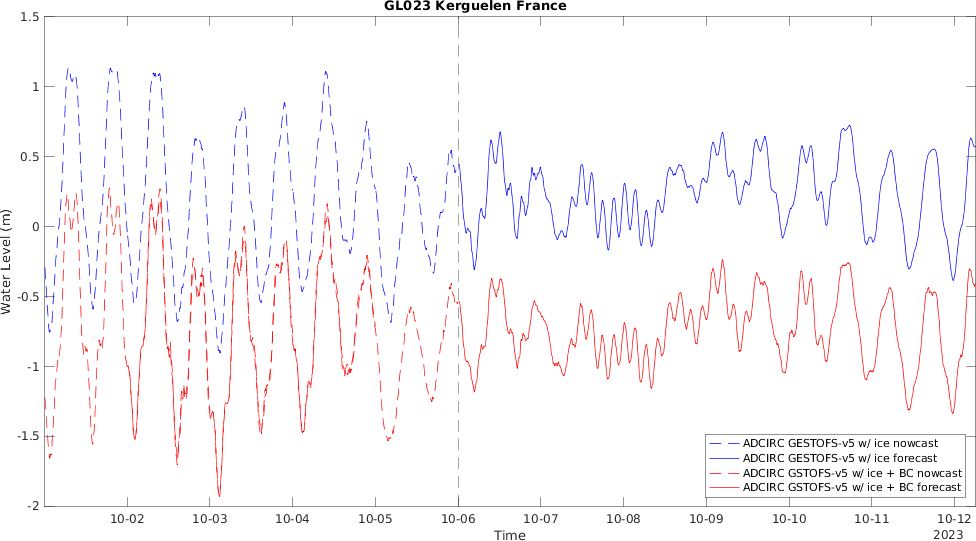 GL023 Kerguelen France
1.5
1
0.5
0
-0.5
-1
-1.5
-2
Water Level (m)
10-02 10-03 10-04 10-05 10-06 10-07 10-08 10-09 10-10 10-11 10-12
2023
Time
ADCIRC GESTOFS-v5 w/ ice nowcast
ADCIRC GESTOFS-v5 w/ ice forecast
ADCIRC GSTOFS-v5 w/ ice + BC nowcast
ADCIRC GSTOFS-v5 w/ ice + BC forecast